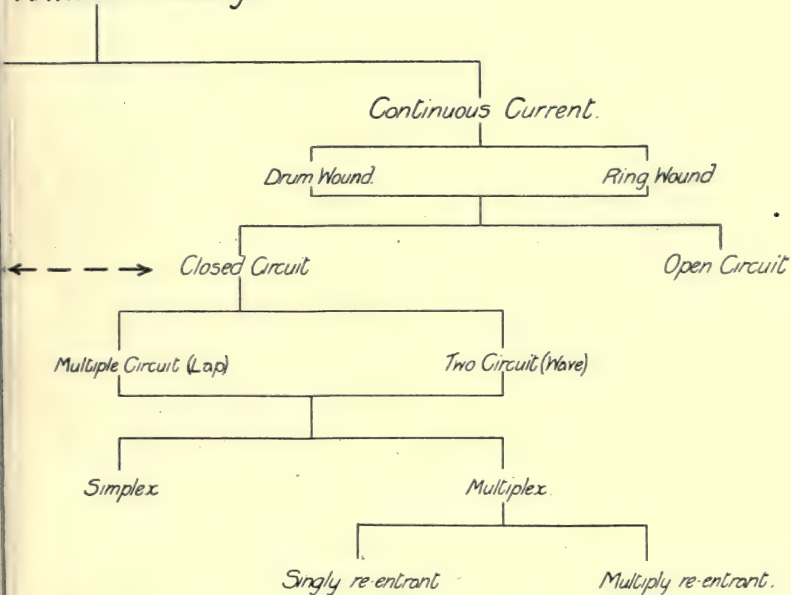 Continuous Current.
Drum Wound. Ring Wound
Closed Circuit Open Circuit
Multiple Circuit (Lap) Two Circuit (Wave)
Simplex Multiplex.
Singly re-entrant Multiply re-entrant.